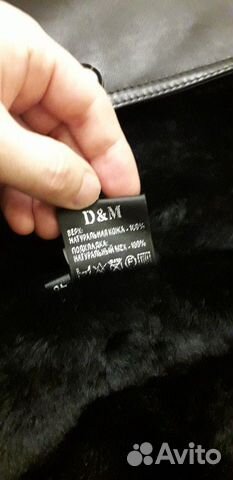 D&M
ВЕРХ:
НАТУРАЛЬНАЯ КОЖА - 100%
ПОДКЛАДКА:
НАТУРАЛЬНЫЙ МЕХ - 100%
Avito